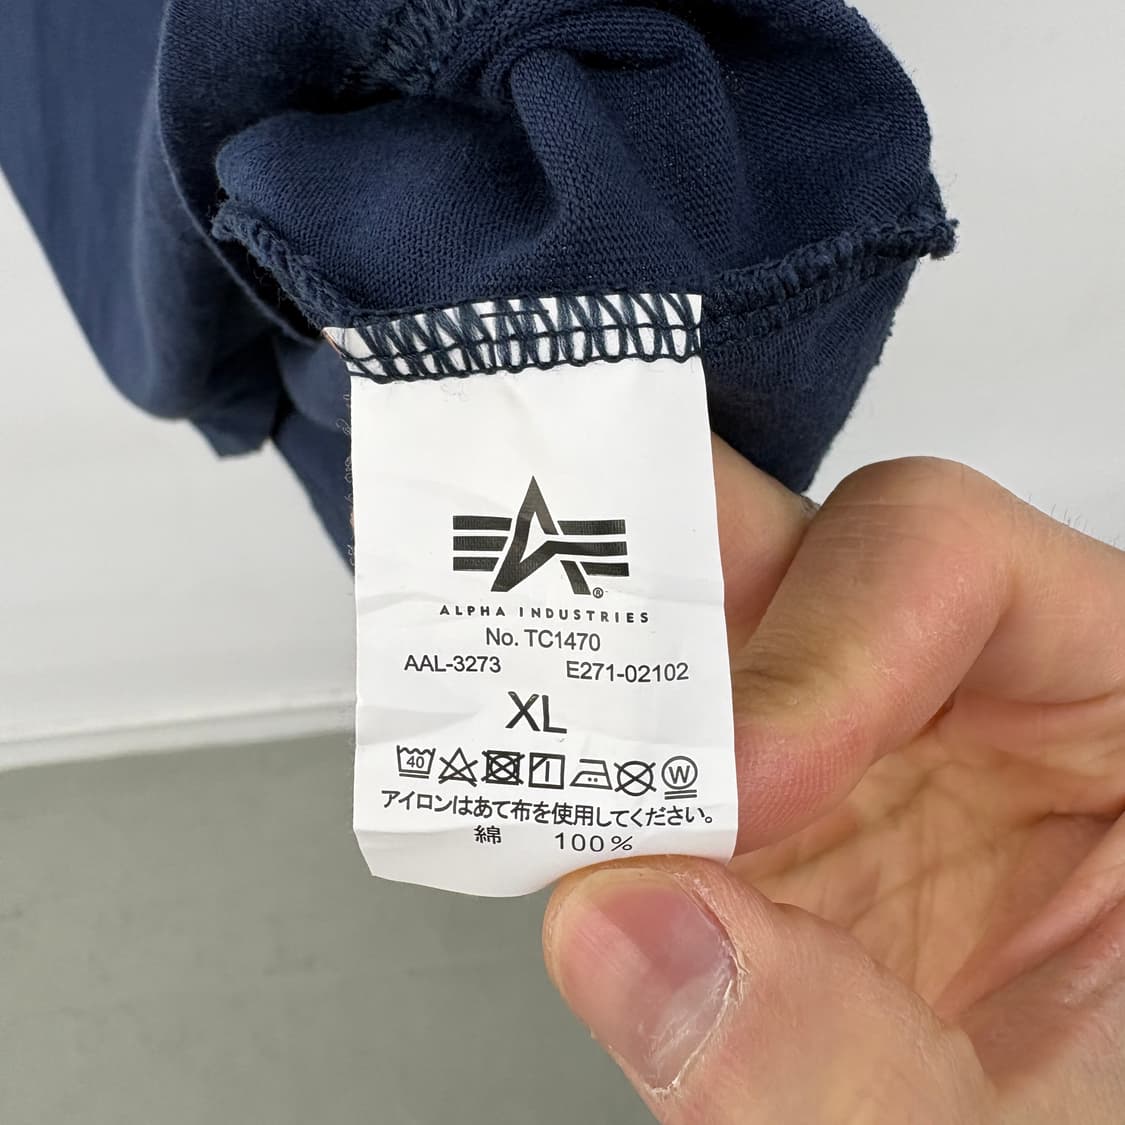 ®
ALPHA INDUSTRIES
No. TC1470
AAL-3273 E271-02102
XL
40 W
アイロンはあて布を使用してください。
綿 100%